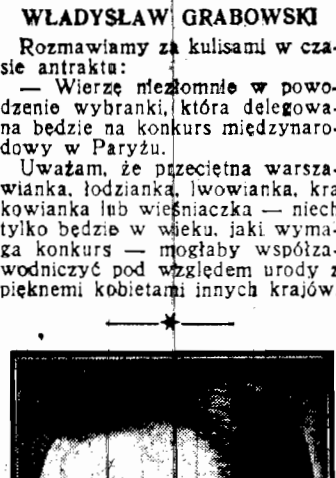 WŁADYSŁAW GRABOWSKI
Rozmawiamy za kulisami w cza-
sie antraktu:
— Wierzę niezłomnie w powo-
dzenie wybranki, która delegowa-
na będzie na konkurs międzynaro-
dowy w Paryżu.
Uważam, że przeciętna warsza-
wianka, łodzianka, lwowianka, kra
kowianka lub wieśniaczka — niech
tylko będzie w wieku, jaki wyma-
ga konkurs — mogłaby współza-
wodniczyć pod względem urody z
pięknemi kobietami innych krajów